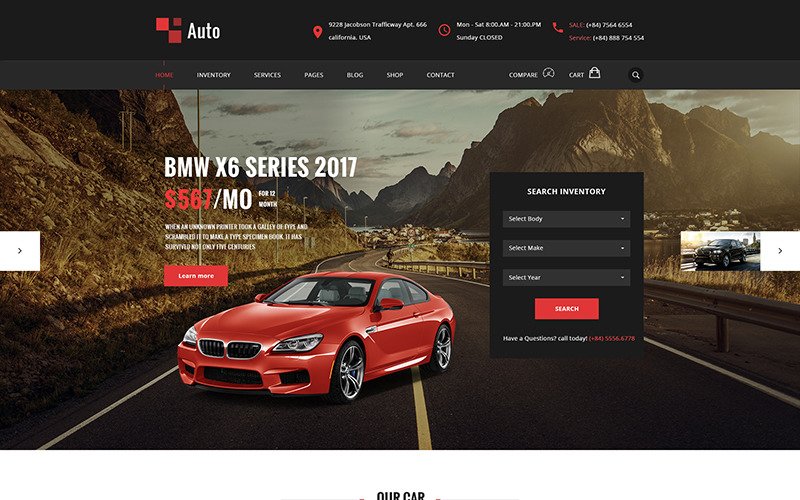 Auto
9228 Jacobson Trafficway Apt. 666
california, USA
Mon - Sat 8:00.AM - 21:00.PM
Sunday CLOSED
SALE: (+84) 7564 6554
Service: (+84) 888 754 554
HOME INVENTORY SERVICES PAGES BLOG SHOP CONTACT COMPARE CART
BMW X6 SERIES 2017
$567/MO FOR 12
MONTH
WHEN AN UNKNOWN PRINTER TOOK A GALLEY OF TYPE AND
SCRAMBLED IT TO MAKE A TYPE SPECIMEN BOOK. IT HAS
SURVIVED NOT ONLY FIVE CENTURIES
Learn more
SEARCH INVENTORY
Select Body
Select Make
Select Year
SEARCH
Have a Questions? call today! (+84) 5556.6778
OUR CAR